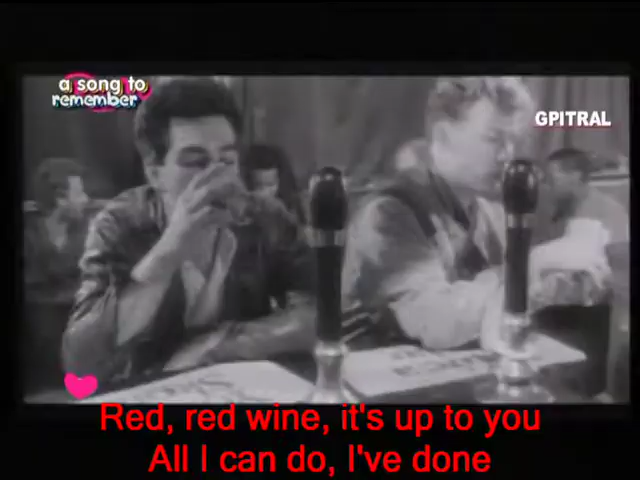 a song to
remember
GPITRAL
Red, red wine, it's up to you
All I can do, I've done